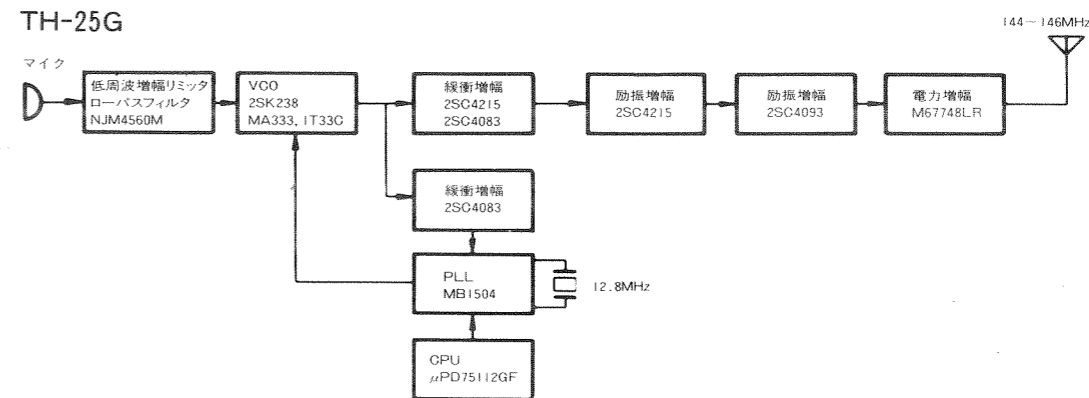 TH-25G
144～146MHz
マイク
低周波増幅リミッタ
ローパスフィルタ
NJM4560M
VCO
2SK238
MA333, 1T33C
緩衝増幅
2SC4215
2SC4083
励振増幅
2SC4215
励振増幅
2SC4093
電力増幅
M67748LR
緩衝増幅
2SC4083
PLL
MB1504
12.8MHz
CPU
μPD75112GF